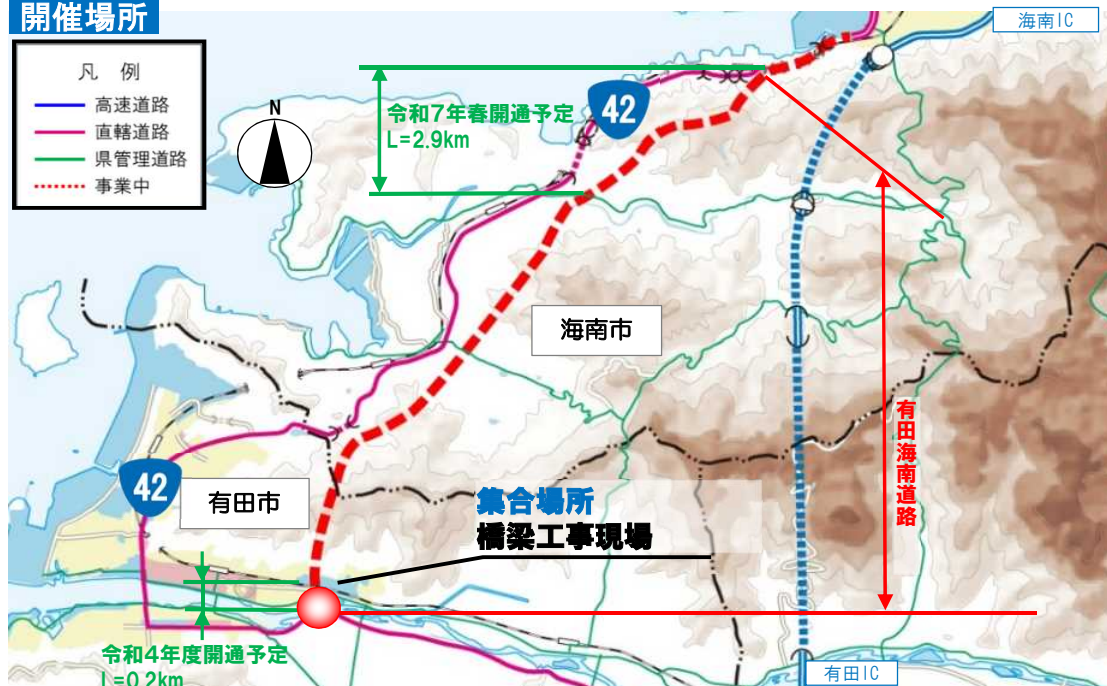 開催場所
海南IC
凡 例
高速道路
直轄道路
県管理道路
事業中
N
令和7年春開通予定
L=2.9km
42
海南市
有田海南道路
42
有田市
集合場所
橋梁工事現場
令和4年度開通予定
L=0.2km
有田IC